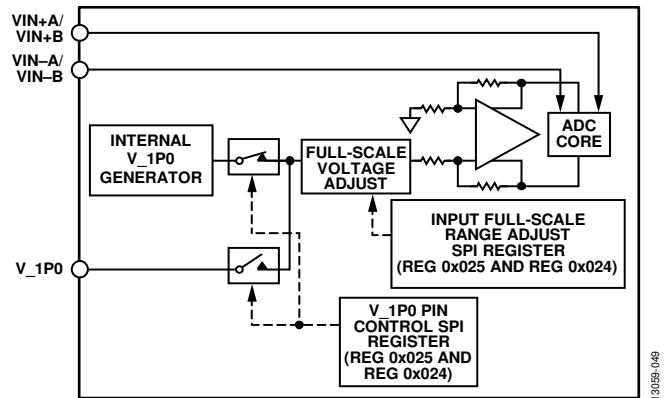 VIN+A/
VIN+B
VIN–A/
VIN–B
INTERNAL
V_1P0
GENERATOR
FULL-SCALE
VOLTAGE
ADJUST
ADC
CORE
INPUT FULL-SCALE
RANGE ADJUST
SPI REGISTER
(REG 0x025 AND REG 0x024)
V_1P0
V_1P0 PIN
CONTROL SPI
REGISTER
(REG 0x025 AND
REG 0x024)
13059-049